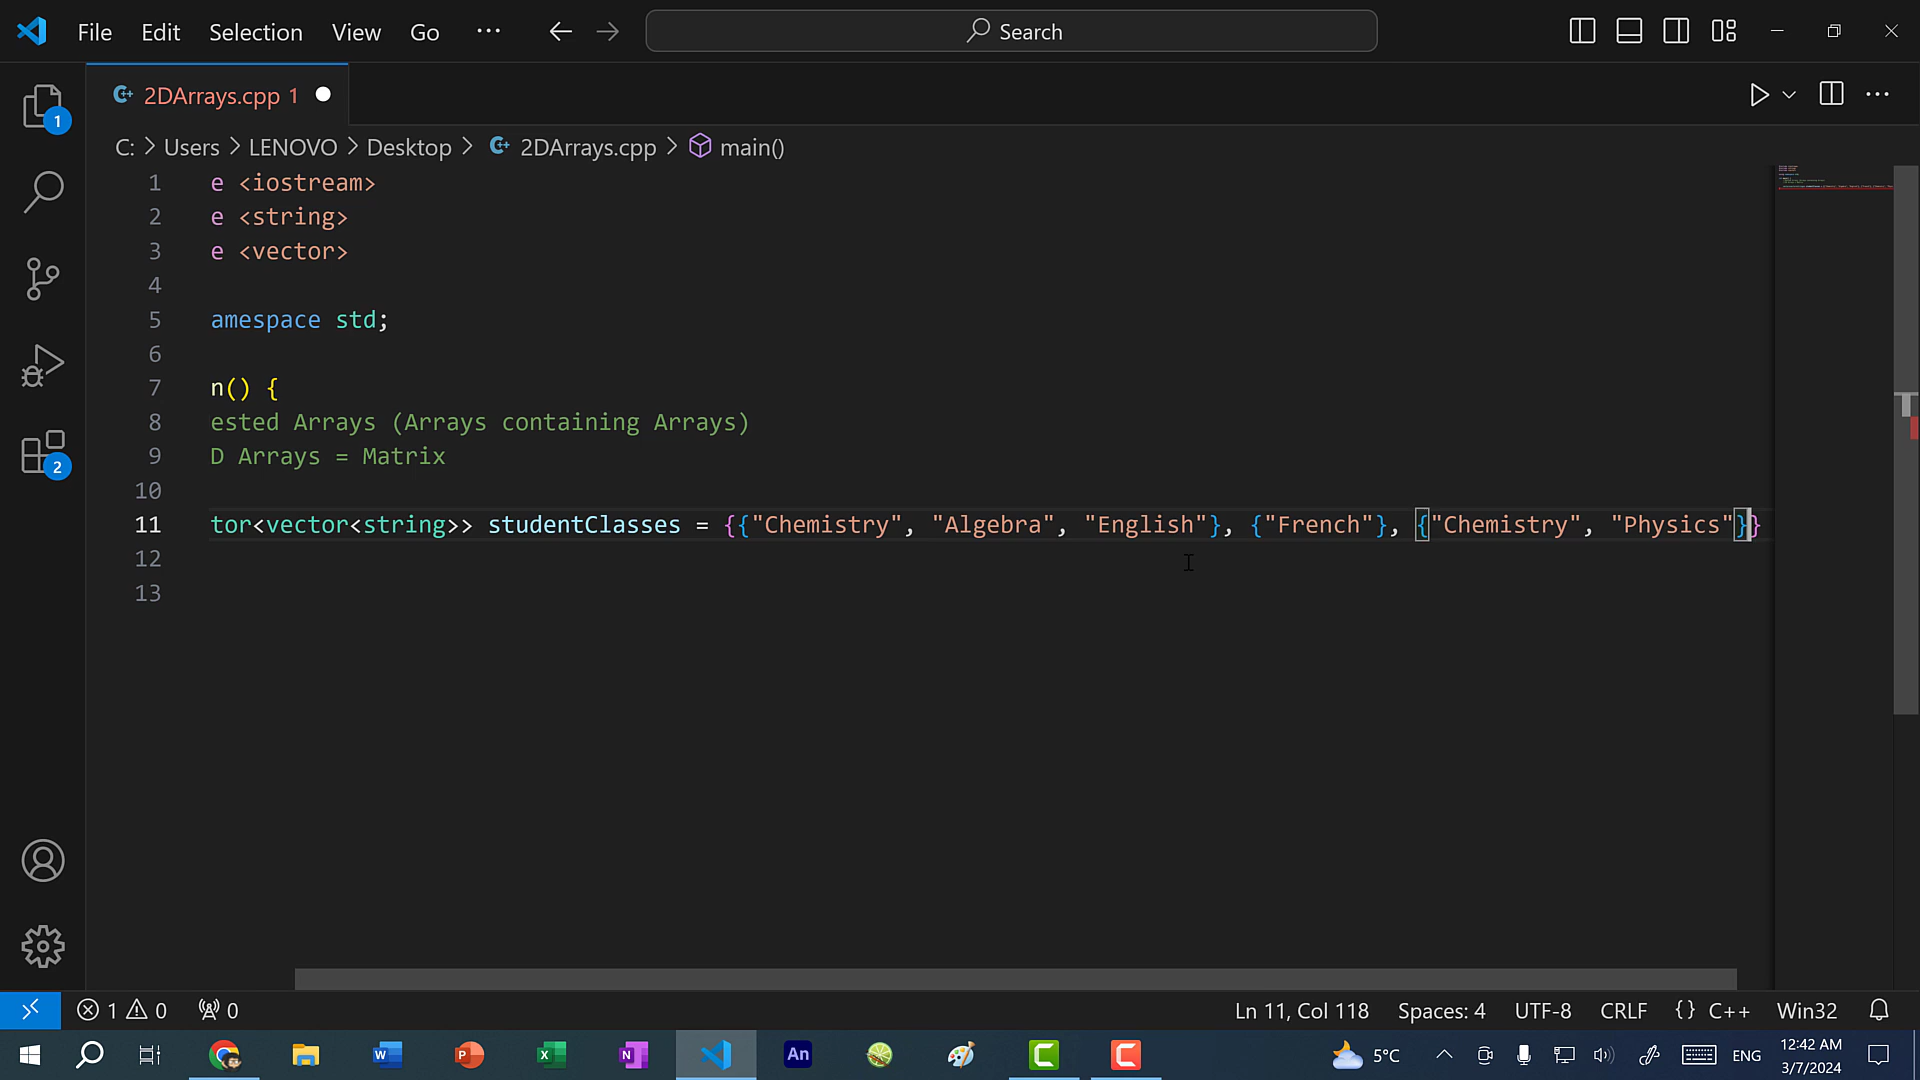 File Edit Selection View Go ··· Search
2DArrays.cpp 1
C: > Users > LENOVO > Desktop > 2DArrays.cpp > main()
1 e <iostream>
2 e <string>
3 e <vector>
4
5 amespace std;
6
7 n() {
8 ested Arrays (Arrays containing Arrays)
9 D Arrays = Matrix
10
11 tor<vector<string>> studentClasses = {{"Chemistry", "Algebra", "English"}, {"French"}, {"Chemistry", "Physics"}}
12
13
1
2
1 0 0 Ln 11, Col 118 Spaces: 4 UTF-8 CRLF {} C++ Win32
An 5°C ENG 12:42 AM
3/7/2024